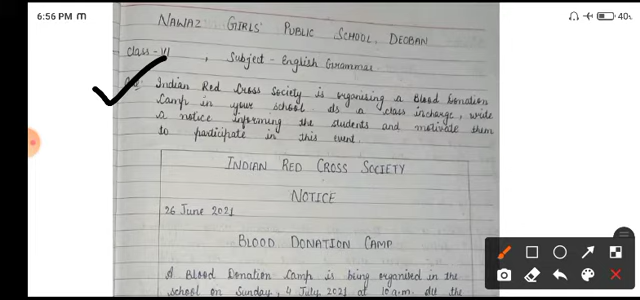 6:56 PM m
40%
NAWAZ GIRLS' PUBLIC SCHOOL, DEOBAN
Class - VI , Subject - English Grammar
Indian Red Cross Society is organising a Blood Donation
Camp in your school. As a class incharge, write
a notice informing the students and motivate them
to participate in this event.
INDIAN RED CROSS SOCIETY
NOTICE
26 June 2021
BLOOD DONATION CAMP
A Blood Donation Camp is being organised in the
school on Sunday, 4 July 2021 at 10 a.m. All the